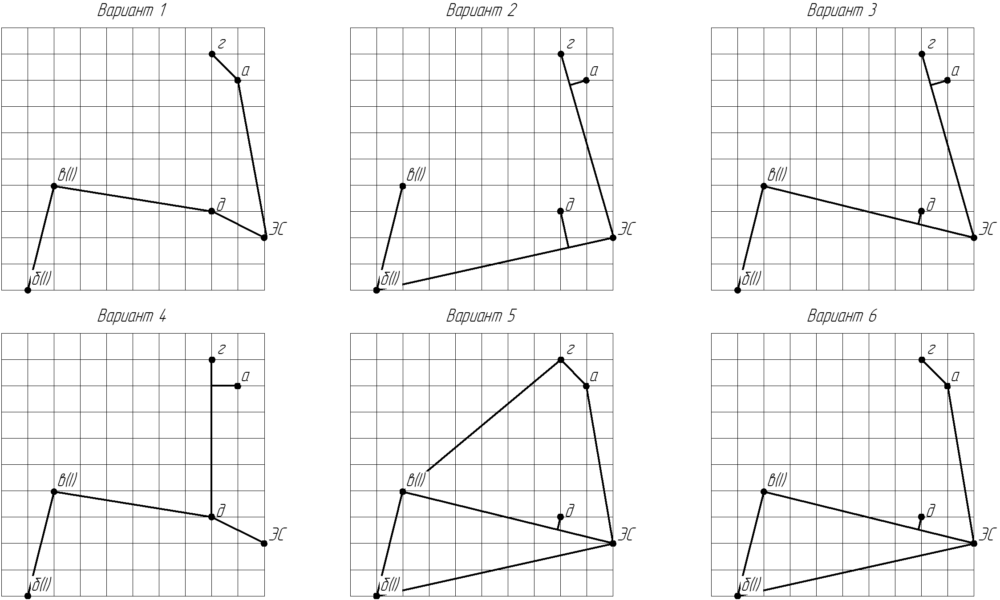 Вариант 1
Вариант 2
Вариант 3
г
а
в(I)
д
ЭС
б(I)
г
а
в(I)
д
ЭС
б(I)
г
а
в(I)
д
ЭС
б(I)
Вариант 4
Вариант 5
Вариант 6
г
а
в(I)
д
ЭС
б(I)
г
а
в(I)
д
ЭС
б(I)
г
а
в(I)
д
ЭС
б(I)